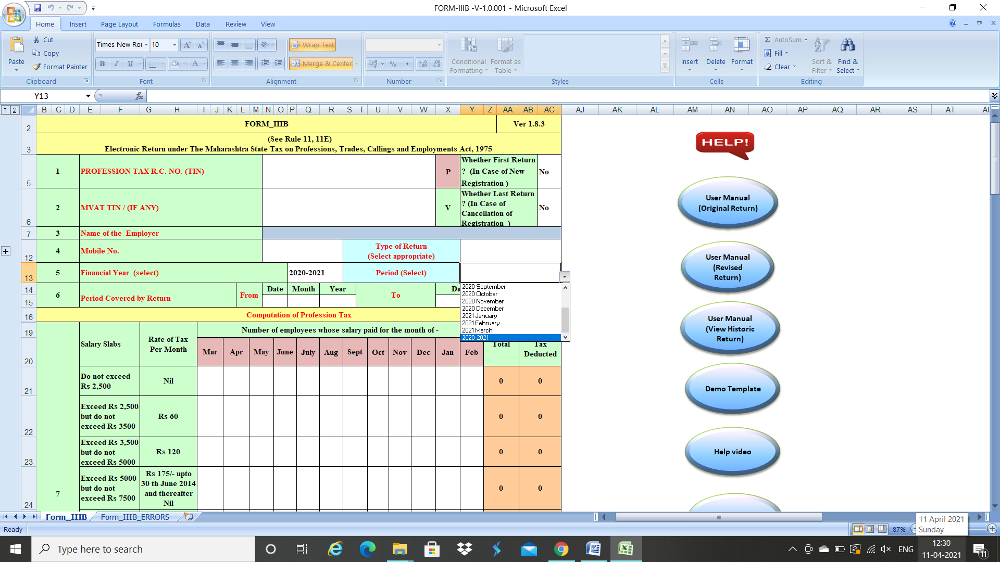 FORM-IIIB -V-1.0.001 - Microsoft Excel
Home Insert Page Layout Formulas Data Review View
Paste
Cut
Copy
Format Painter
Clipboard
Times New Ro 10
B I U
Font
Wrap Text
Merge & Center
Alignment
%
Number
Conditional Formatting
Format as Table
Styles
Insert Delete Format
Cells
Σ AutoSum
Fill
Clear
Sort & Filter
Find & Select
Editing
Y13
fx
1 2
B C D E F G H I J K L M N O P Q R S T U V W X Y Z AA AB AC AJ AK AL AM AN AO AP AQ AR AS AT AU
2
FORM_IIIB
Ver 1.8.3
3
(See Rule 11, 11E)
Electronic Return under The Maharashtra State Tax on Professions, Trades, Callings and Employments Act, 1975
5
1
PROFESSION TAX R.C. NO. (TIN)
P
Whether First Return
? (In Case of New
Registration )
No
6
2
MVAT TIN / (IF ANY)
V
Whether Last Return
? (In Case of
Cancellation of
Registration )
No
7
3
Name of the Employer
12
4
Mobile No.
Type of Return
(Select appropriate)
13
5
Financial Year (select)
2020-2021
Period (Select)
14
15
6
Period Covered by Return
From
Date Month Year
To
Da
2020 September
2020 October
2020 November
2020 December
2021 January
2021 February
2021 March
2020-2021
16
Computation of Profession Tax
19
Number of employees whose salary paid for the month of -
20
Salary Slabs
Rate of Tax
Per Month
Mar Apr May June July Aug Sept Oct Nov Dec Jan Feb
Total
Tax
Deducted
21
Do not exceed
Rs 2,500
Nil
0 0
22
Exceed Rs 2,500
but do not
exceed Rs 3500
Rs 60
0 0
23
Exceed Rs 3,500
but do not
exceed Rs 5000
Rs 120
0 0
24
7
Exceed Rs 5000
but do not
exceed Rs 7500
Rs 175/- upto
30 th June 2014
and thereafter
Nil
0 0
HELP!
User Manual
(Original Return)
User Manual
(Revised
Return)
User Manual
(View Historic
Return)
Demo Template
Help video
Form_IIIB Form_IIIB_ERRORS
Ready
87%
11 April 2021
Sunday
Type here to search
ENG
12:30
11-04-2021
11